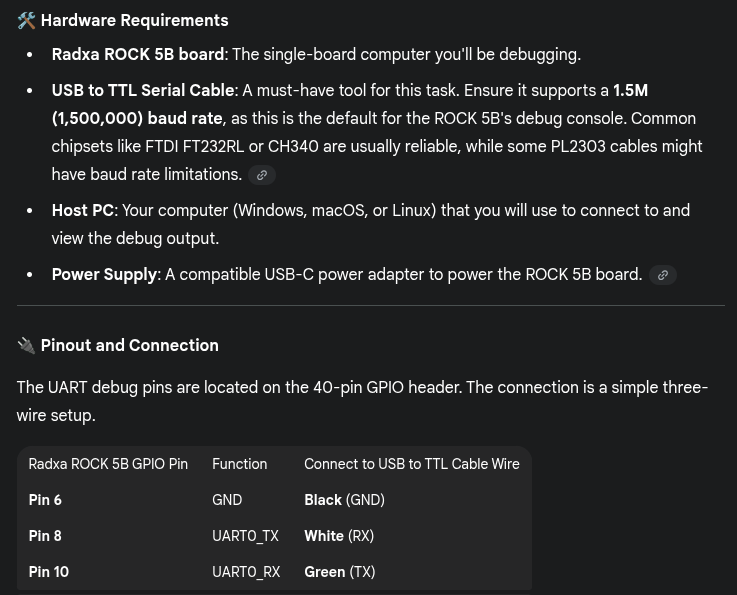 🛠️ Hardware Requirements
• Radxa ROCK 5B board: The single-board computer you'll be debugging.
• USB to TTL Serial Cable: A must-have tool for this task. Ensure it supports a 1.5M
(1,500,000) baud rate, as this is the default for the ROCK 5B's debug console. Common
chipsets like FTDI FT232RL or CH340 are usually reliable, while some PL2303 cables might
have baud rate limitations.
• Host PC: Your computer (Windows, macOS, or Linux) that you will use to connect to and
view the debug output.
• Power Supply: A compatible USB-C power adapter to power the ROCK 5B board.
🔌 Pinout and Connection
The UART debug pins are located on the 40-pin GPIO header. The connection is a simple three-
wire setup.
Radxa ROCK 5B GPIO Pin Function Connect to USB to TTL Cable Wire
Pin 6 GND Black (GND)
Pin 8 UART0_TX White (RX)
Pin 10 UART0_RX Green (TX)